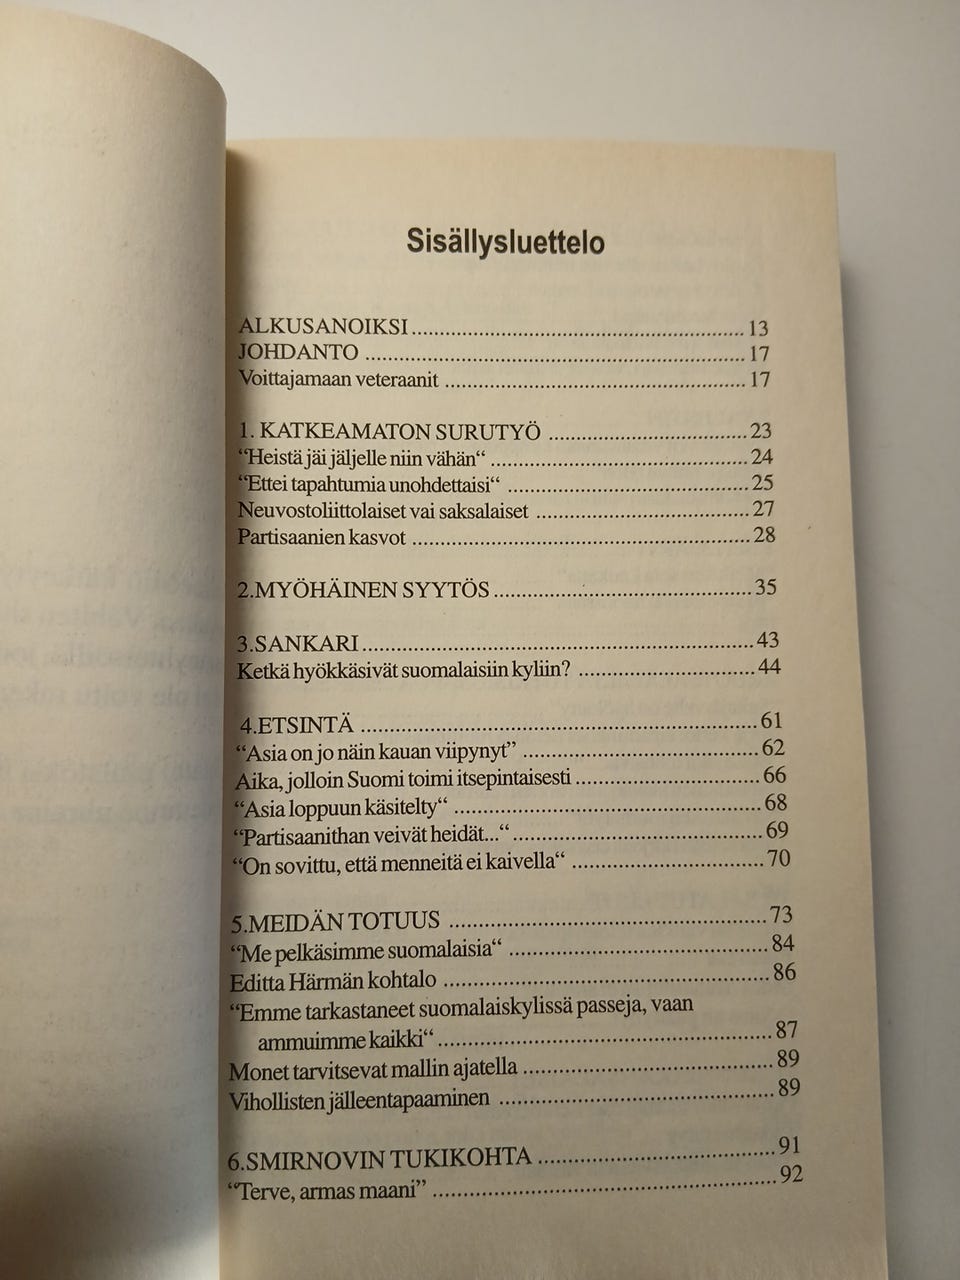 Sisällysluettelo
ALKUSANOIKSI ........ 13
JOHDANTO ........ 17
Voittajamaan veteraanit ........ 17
1. KATKEAMATON SURUTYÖ ........ 23
“Heistä jäi jäljelle niin vähän“ ........ 24
“Ettei tapahtumia unohdettaisi“ ........ 25
Neuvostoliittolaiset vai saksalaiset ........ 27
Partisaanien kasvot ........ 28
2.MYÖHÄINEN SYYTÖS ........ 35
3.SANKARI ........ 43
Ketkä hyökkäsivät suomalaisiin kyliin? ........ 44
4.ETSINTÄ ........ 61
“Asia on jo näin kauan viipynyt” ........ 62
Aika, jolloin Suomi toimi itsepintaisesti ........ 66
“Asia loppuun käsitelty“ ........ 68
“Partisaanithan veivät heidät...“ ........ 69
“On sovittu, että menneitä ei kaivella“ ........ 70
5.MEIDÄN TOTUUS ........ 73
“Me pelkäsimme suomalaisia“ ........ 84
Editta Härmän kohtalo ........ 86
“Emme tarkastaneet suomalaiskylissä passeja, vaan
ammuimme kaikki“ ........ 87
Monet tarvitsevat mallin ajatella ........ 89
Vihollisten jälleentapaaminen ........ 89
6.SMIRNOVIN TUKIKOHTA ........ 91
“Terve, armas maani” ........ 92